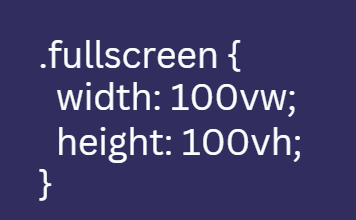 .fullscreen {
  width: 100vw;
  height: 100vh;
}